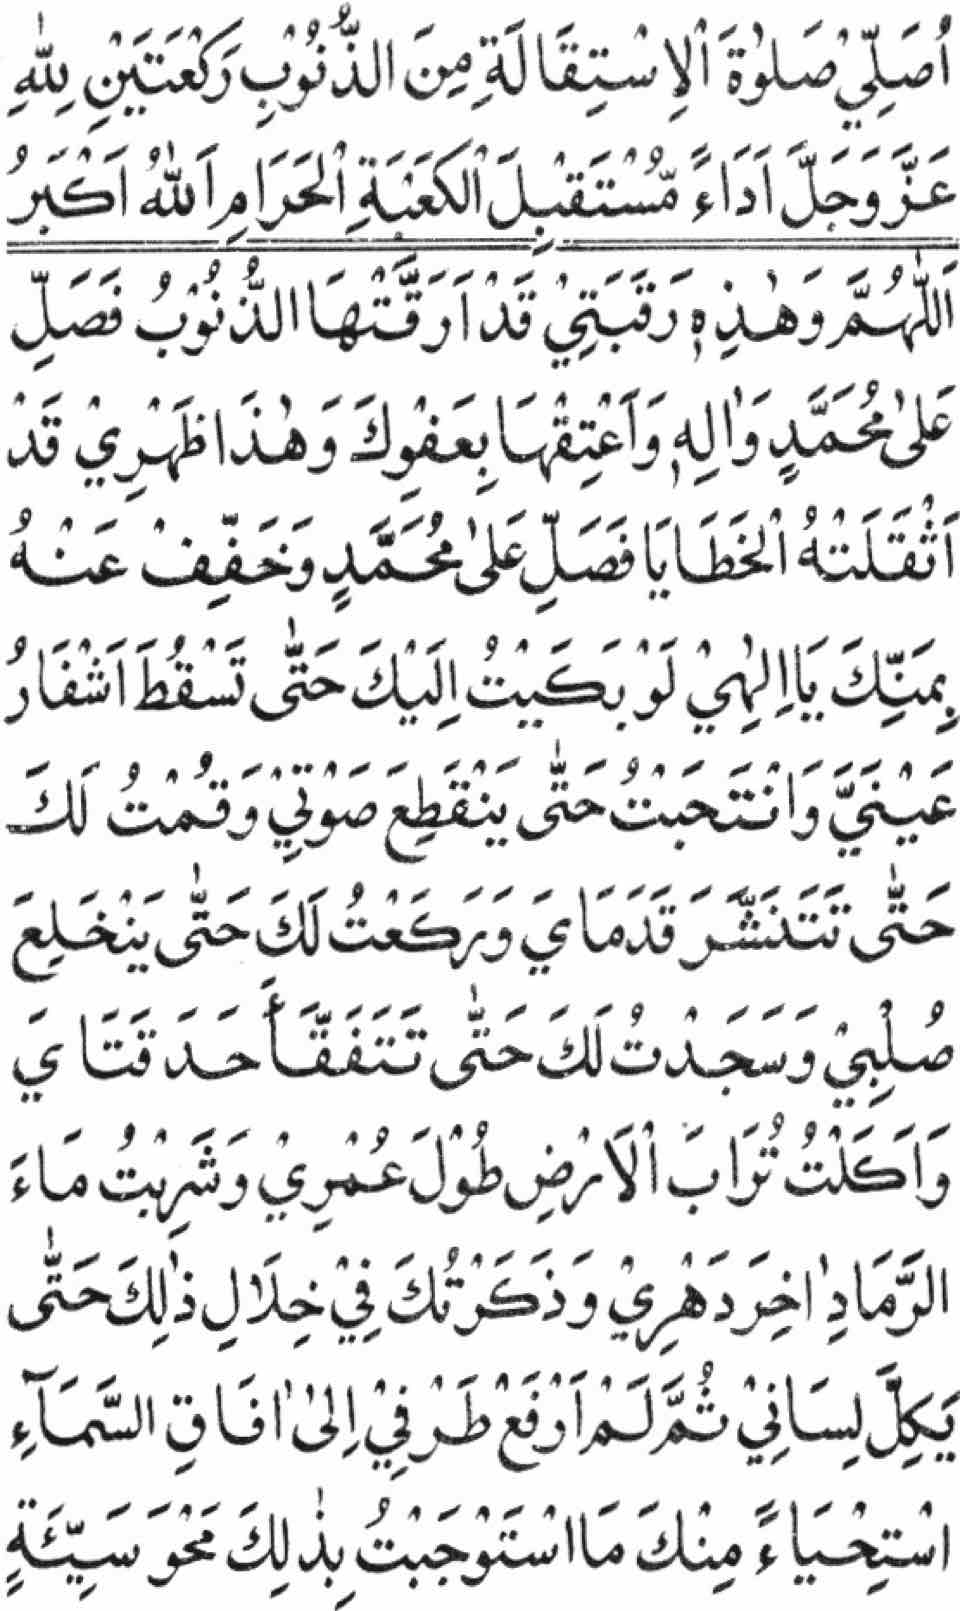 اُصَلِّيْ صَلٰوةَ الْاِسْتِقَالَةِ مِنَ الذُّنُوْبِ رَكْعَتَيْنِ لِلّٰهِ
عَزَّ وَجَلَّ اَدَاءً مُّسْتَقْبِلَ الْكَعْبَةِ الْحَرَامِ اَللّٰهُ اَكْبَرُ
اَللّٰهُمَّ وَهٰذِهٖ رَقَبَتِيْ قَدْ اَرَقَّتْهَا الذُّنُوْبُ فَصَلِّ
عَلٰى مُحَمَّدٍ وَاٰلِهٖ وَاَعْتِقْهَا بِعَفْوِكَ وَهٰذَا ظَهْرِيْ قَدْ
اَثْقَلَتْهُ الْخَطَايَا فَصَلِّ عَلٰى مُحَمَّدٍ وَخَفِّفْ عَنْهُ
بِمَنِّكَ يَا اِلٰهِيْ لَوْ بَكَيْتُ اِلَيْكَ حَتّٰى تَسْقُطَ اَشْفَارُ
عَيْنَيَّ وَانْتَحَبْتُ حَتّٰى يَنْقَطِعَ صَوْتِيْ وَقُمْتُ لَكَ
حَتّٰى تَتَنَشَّرَ قَدَمَايَ وَرَكَعْتُ لَكَ حَتّٰى يَنْخَلِعَ
صُلْبِيْ وَسَجَدْتُ لَكَ حَتّٰى تَتَفَقَّأَ حَدَقَتَايَ
وَاَكَلْتُ تُرَابَ الْاَرْضِ طُوْلَ عُمْرِيْ وَشَرِبْتُ مَاءَ
الرَّمَادِ اٰخِرَ دَهْرِيْ وَذَكَرْتُكَ فِيْ خِلَالِ ذٰلِكَ حَتّٰى
يَكِلَّ لِسَانِيْ ثُمَّ لَمْ اَرْفَعْ طَرْفِيْ اِلٰى اٰفَاقِ السَّمَآءِ
اسْتِحْيَاءً مِنْكَ مَا اسْتَوْجَبْتُ بِذٰلِكَ مَحْوَ سَيِّئَةٍ